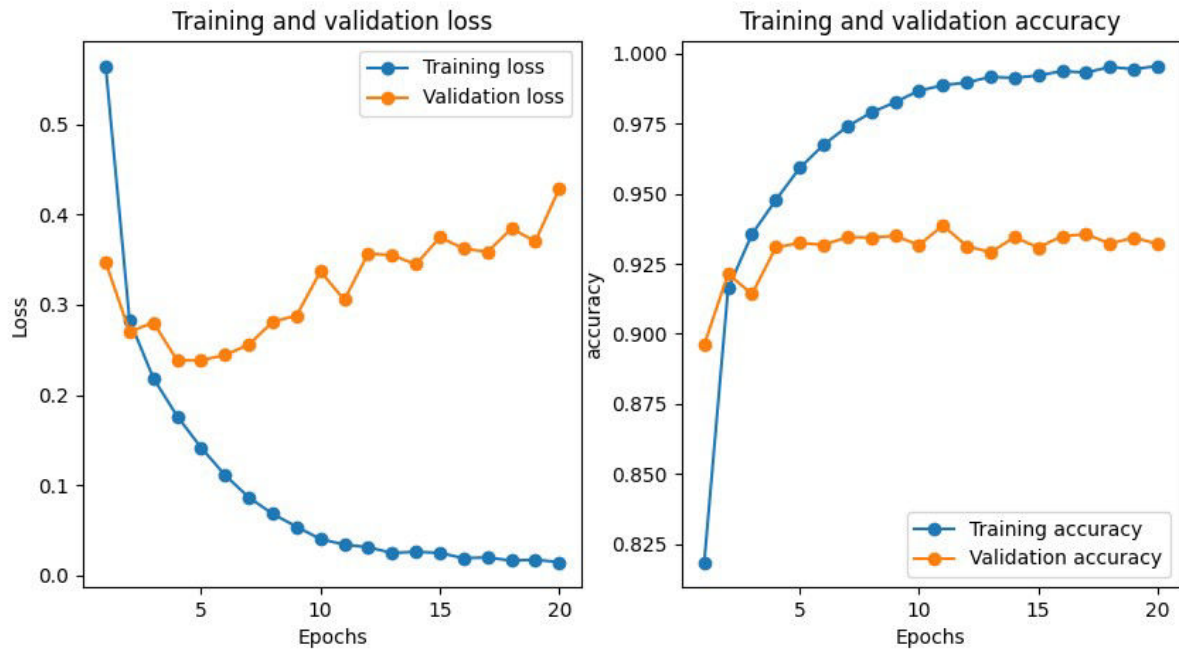 Training and validation loss
Training loss
Validation loss
0.5
0.4
0.3
0.2
0.1
0.0
Loss
5 10 15 20
Epochs
Training and validation accuracy
1.000
0.975
0.950
0.925
0.900
0.875
0.850
0.825
accuracy
Training accuracy
Validation accuracy
5 10 15 20
Epochs